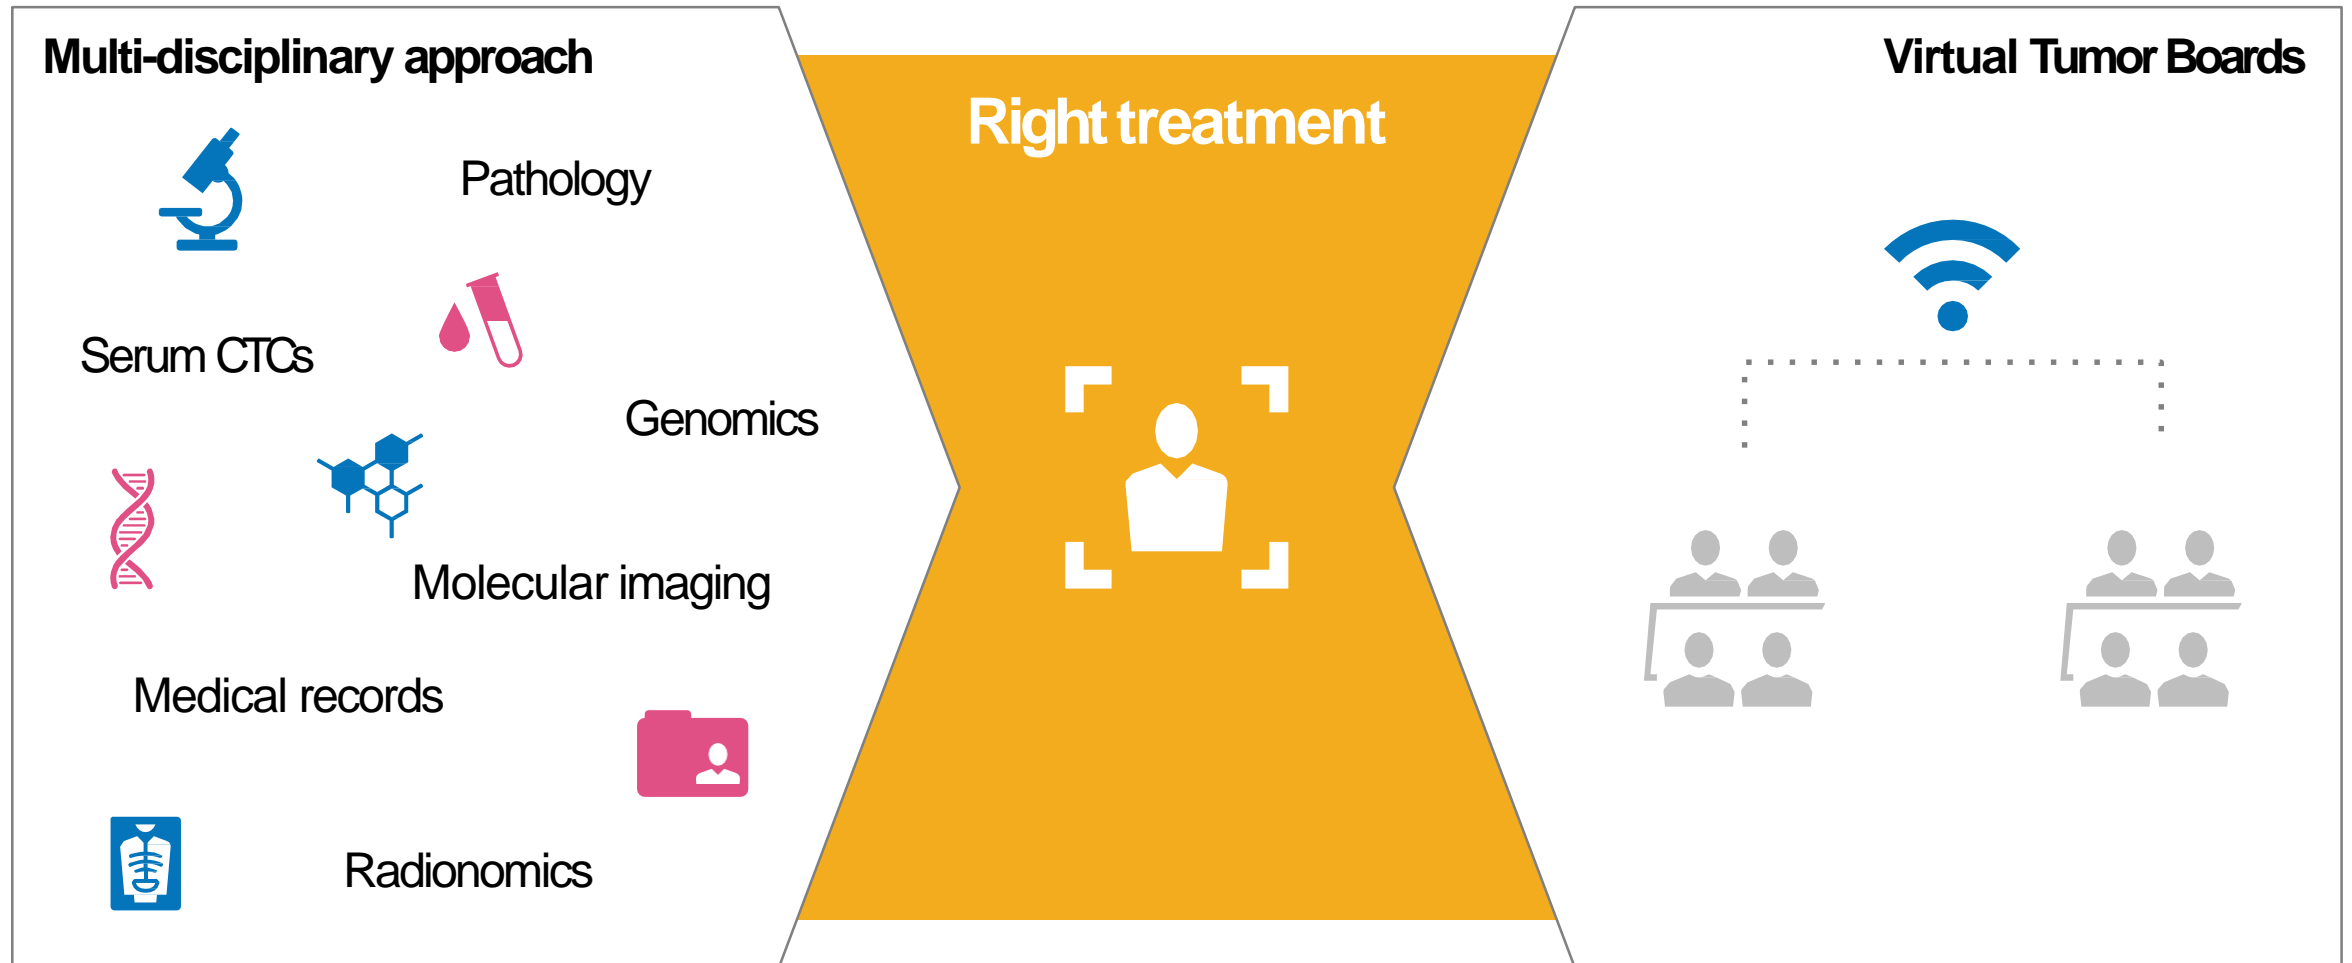 Multi-disciplinary approach
Pathology
Serum CTCs
Genomics
Molecular imaging
Medical records
Radionomics
Right treatment
Virtual Tumor Boards